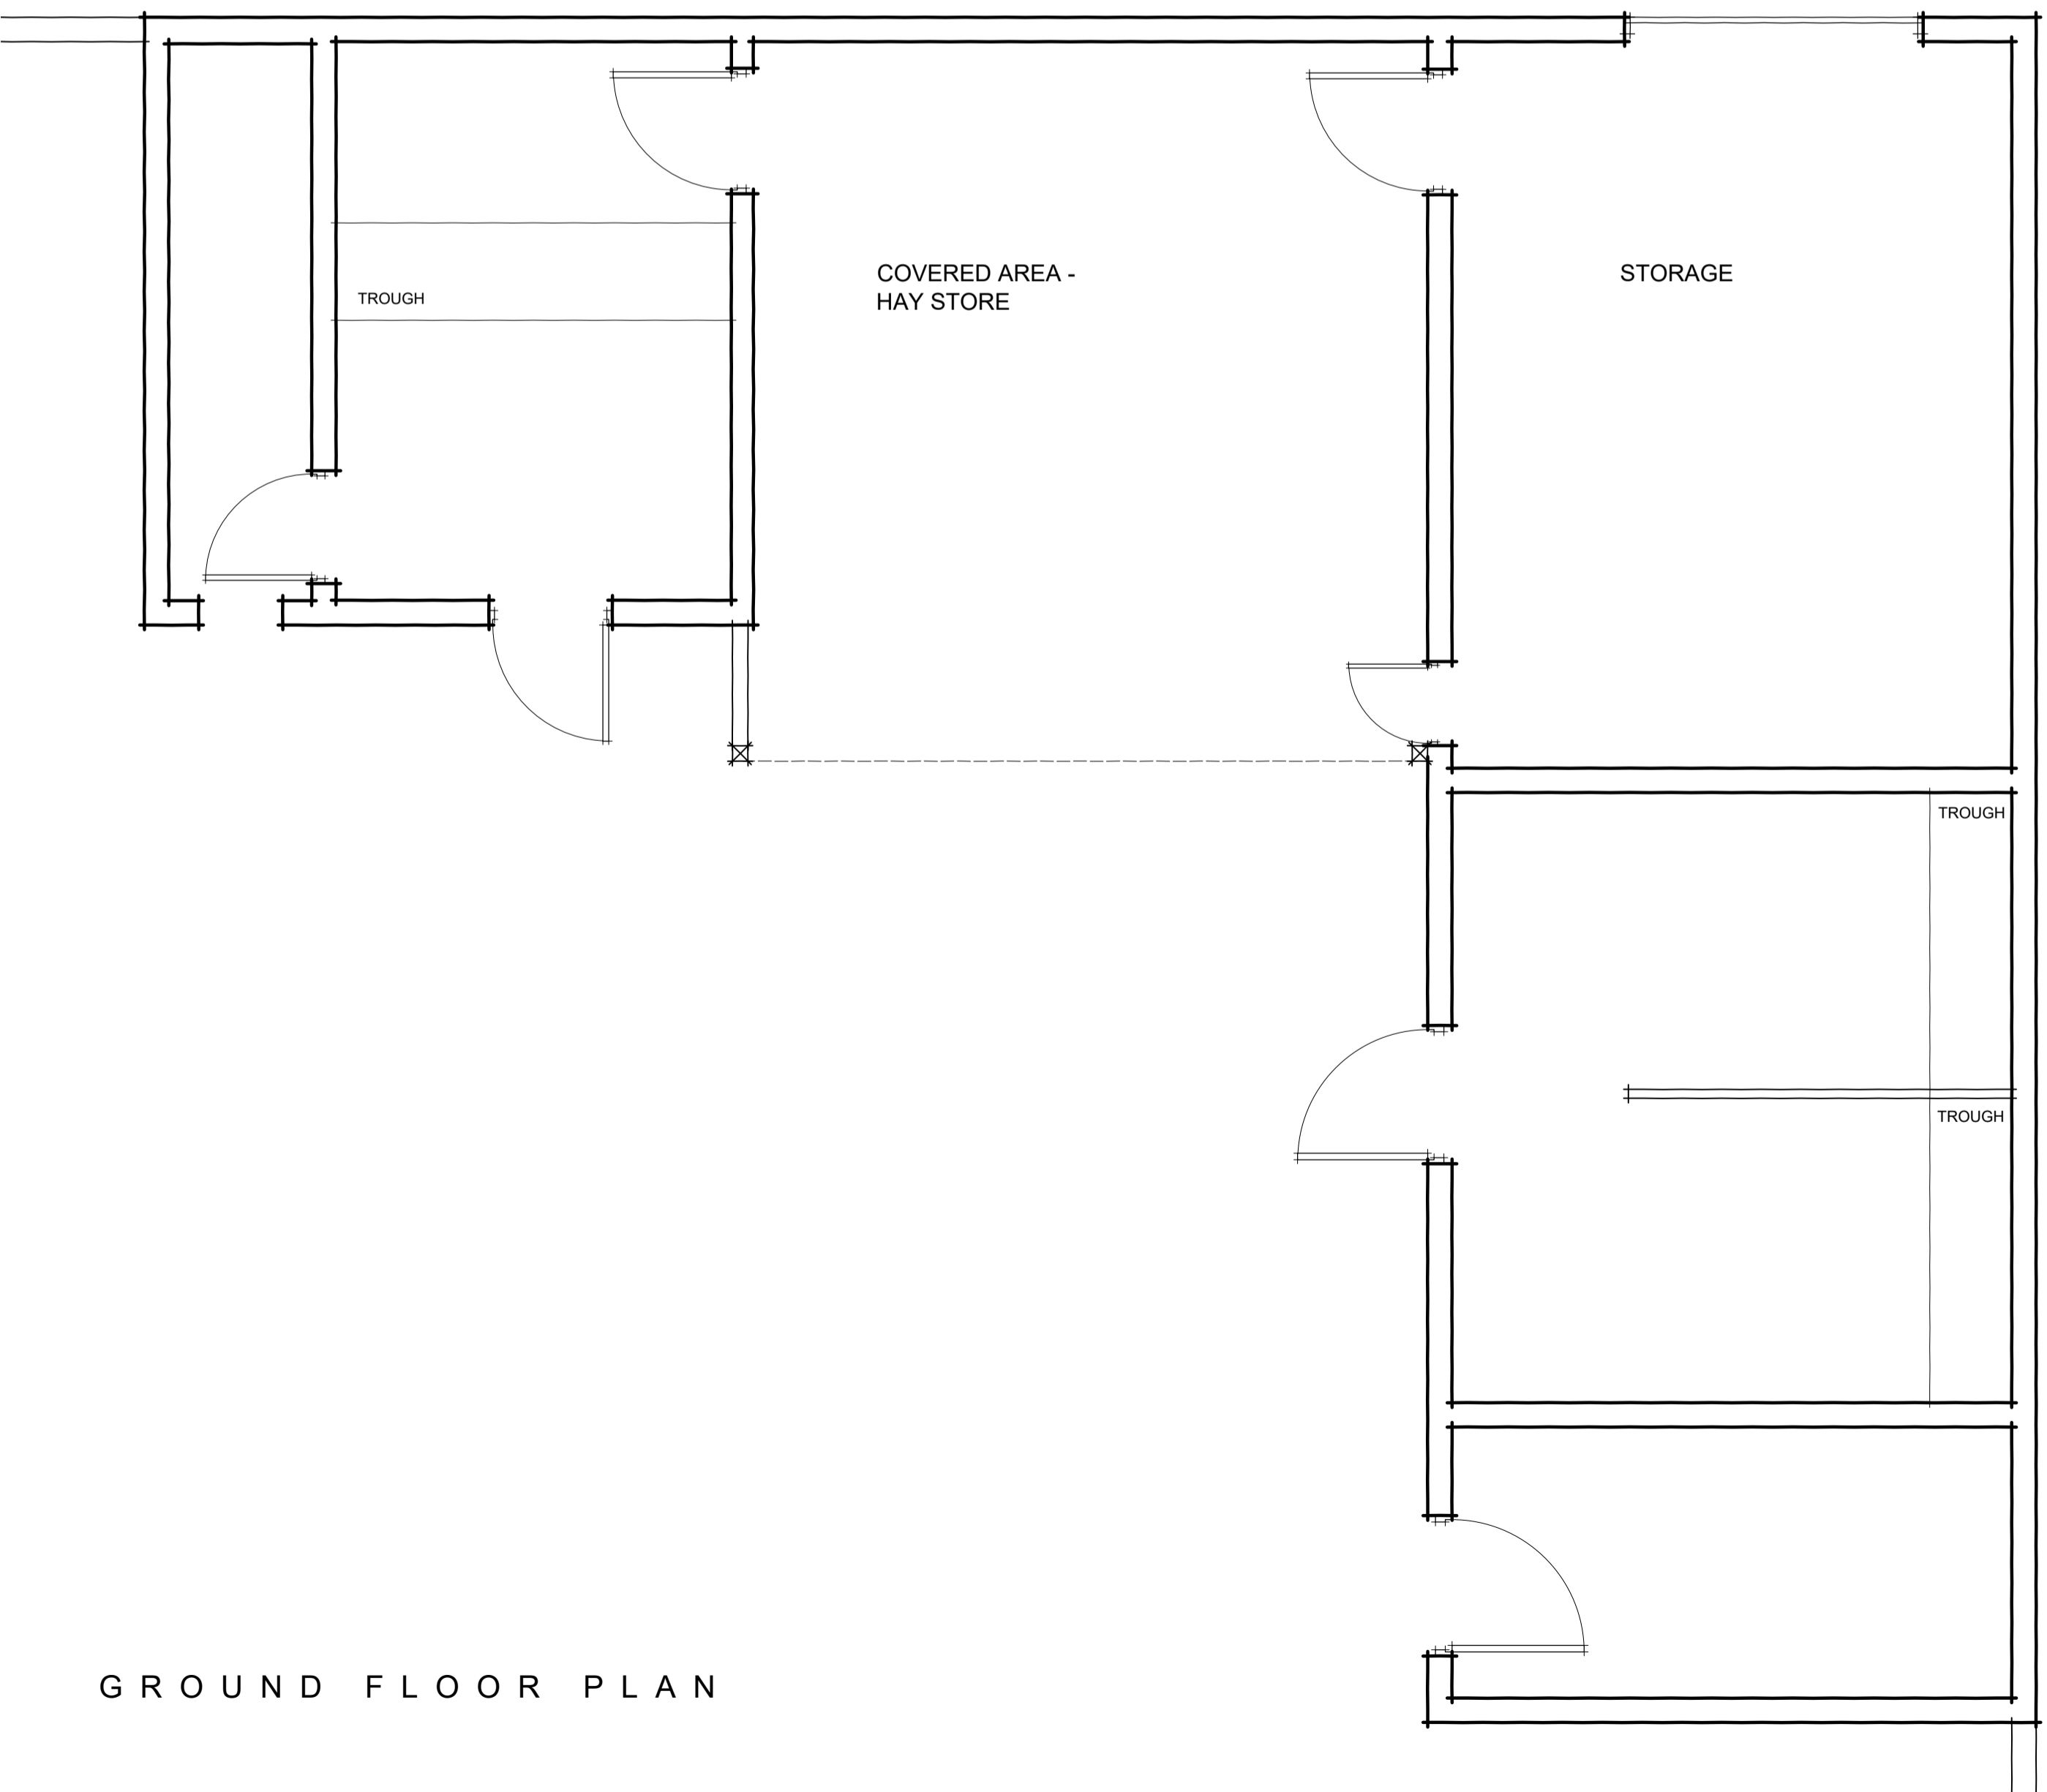 COVERED AREA -
HAY STORE
STORAGE
TROUGH
TROUGH
TROUGH
GROUND FLOOR PLAN